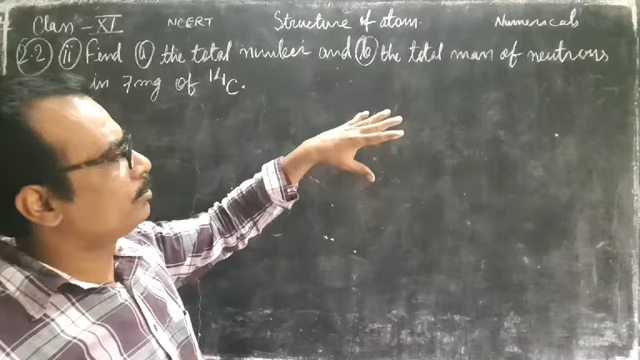 Class - XI NCERT Structure of atom. Numericals
2.2 ii Find (a) the total number and (b) the total mass of neutrons
in 7mg of ¹⁴C.